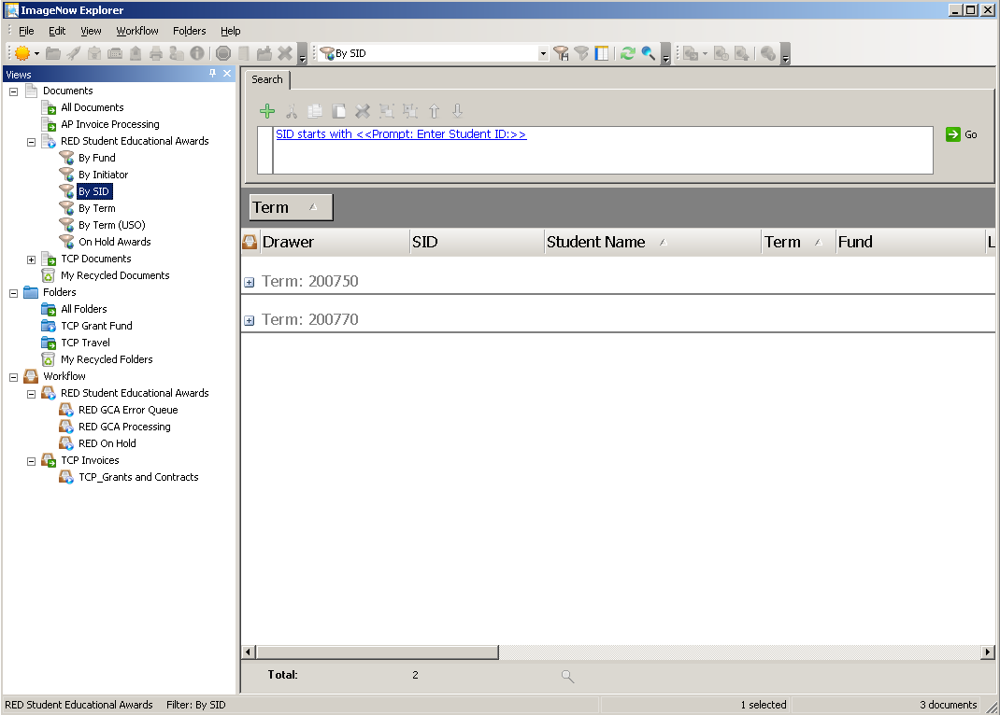 ImageNow Explorer
File Edit View Workflow Folders Help
By SID
Views
Documents
All Documents
AP Invoice Processing
RED Student Educational Awards
By Fund
By Initiator
By SID
By Term
By Term (USO)
On Hold Awards
TCP Documents
My Recycled Documents
Folders
All Folders
TCP Grant Fund
TCP Travel
My Recycled Folders
Workflow
RED Student Educational Awards
RED GCA Error Queue
RED GCA Processing
RED On Hold
TCP Invoices
TCP_Grants and Contracts
Search
SID starts with <<Prompt: Enter Student ID:>>
Go
Term
Drawer SID Student Name Term Fund L
Term: 200750
Term: 200770
Total: 2
RED Student Educational Awards Filter: By SID 1 selected 3 documents